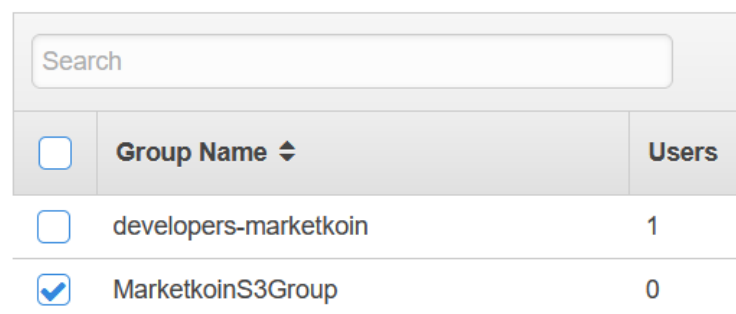 Search
Group Name Users
developers-marketkoin 1
MarketkoinS3Group 0